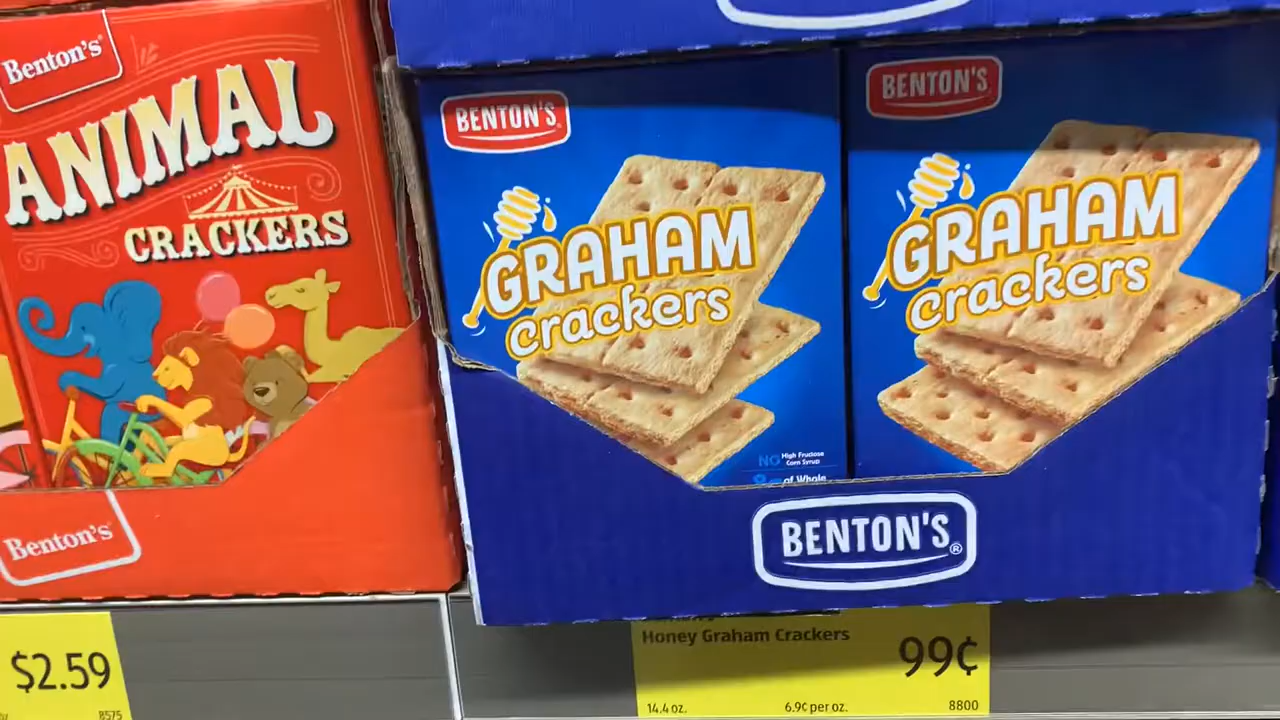 Benton's
ANIMAL
CRACKERS
Benton's
$2.59
8575
BENTON'S
GRAHAM
crackers
NO High Fructose
Corn Syrup
of Whole
BENTON'S
GRAHAM
crackers
BENTON'S®
Honey Graham Crackers
99¢
14.4 oz.
6.9¢ per oz.
8800